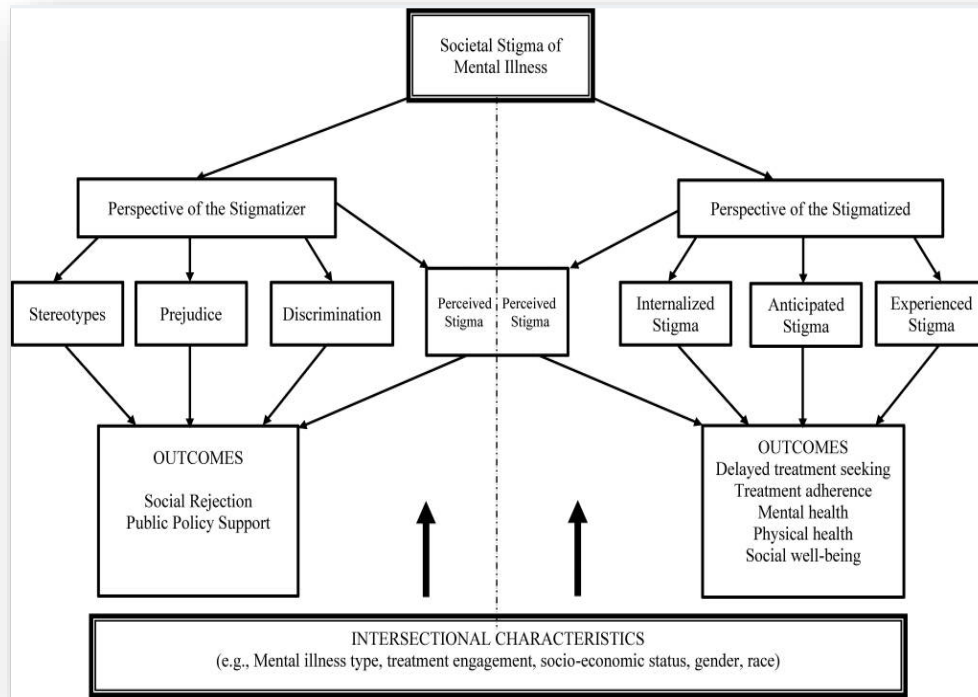 Societal Stigma of
Mental Illness
Perspective of the Stigmatizer
Perspective of the Stigmatized
Stereotypes
Prejudice
Discrimination
Perceived
Stigma
Perceived
Stigma
Internalized
Stigma
Anticipated
Stigma
Experienced
Stigma
OUTCOMES
Social Rejection
Public Policy Support
OUTCOMES
Delayed treatment seeking
Treatment adherence
Mental health
Physical health
Social well-being
INTERSECTIONAL CHARACTERISTICS
(e.g., Mental illness type, treatment engagement, socio-economic status, gender, race)